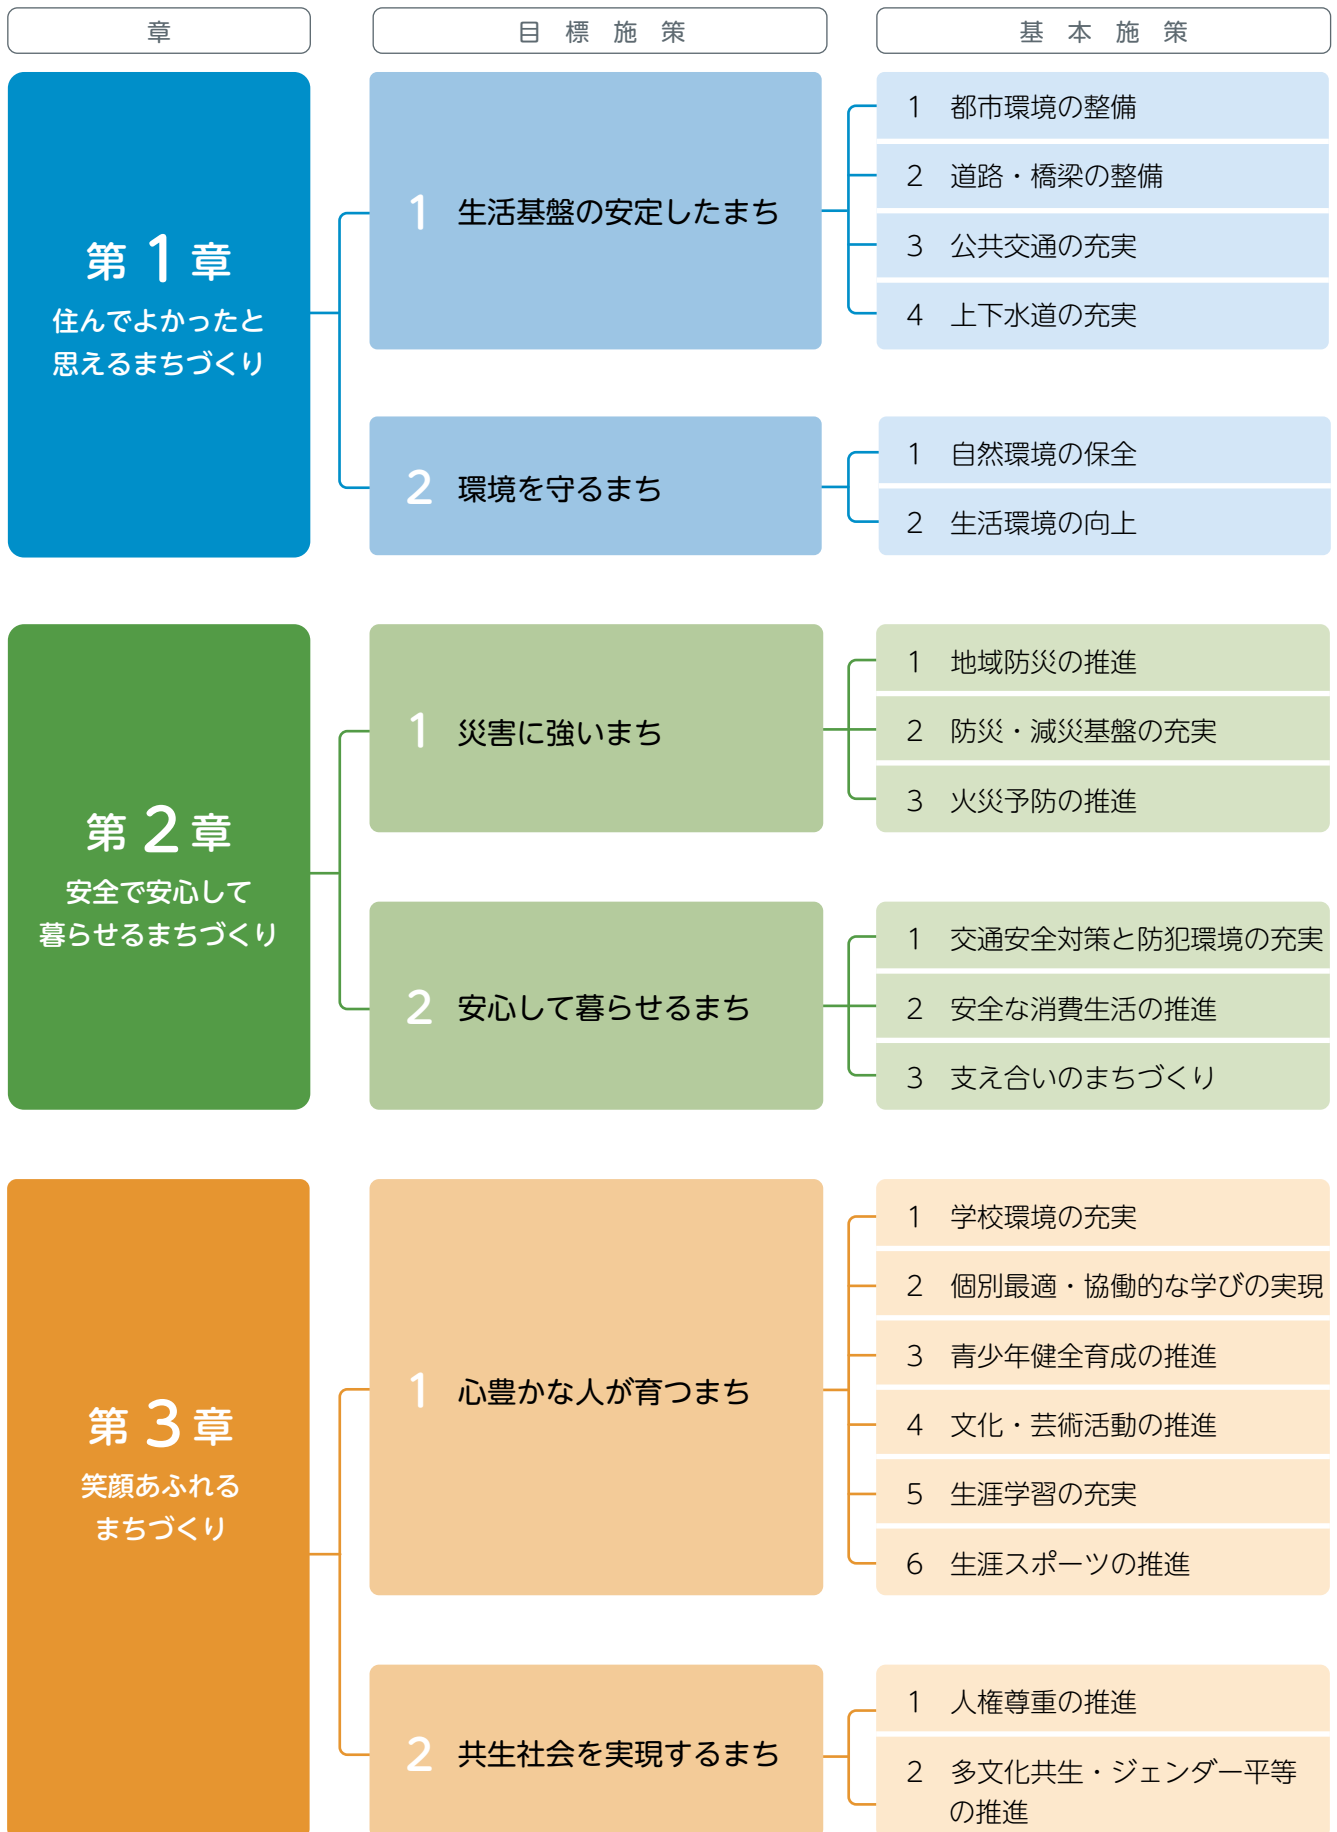 章
目標施策
基本施策
第1章
住んでよかったと
思えるまちづくり
1 生活基盤の安定したまち
1 都市環境の整備
2 道路・橋梁の整備
3 公共交通の充実
4 上下水道の充実
2 環境を守るまち
1 自然環境の保全
2 生活環境の向上
第2章
安全で安心して
暮らせるまちづくり
1 災害に強いまち
1 地域防災の推進
2 防災・減災基盤の充実
3 火災予防の推進
2 安心して暮らせるまち
1 交通安全対策と防犯環境の充実
2 安全な消費生活の推進
3 支え合いのまちづくり
第3章
笑顔あふれる
まちづくり
1 心豊かな人が育つまち
1 学校環境の充実
2 個別最適・協働的な学びの実現
3 青少年健全育成の推進
4 文化・芸術活動の推進
5 生涯学習の充実
6 生涯スポーツの推進
2 共生社会を実現するまち
1 人権尊重の推進
2 多文化共生・ジェンダー平等
の推進